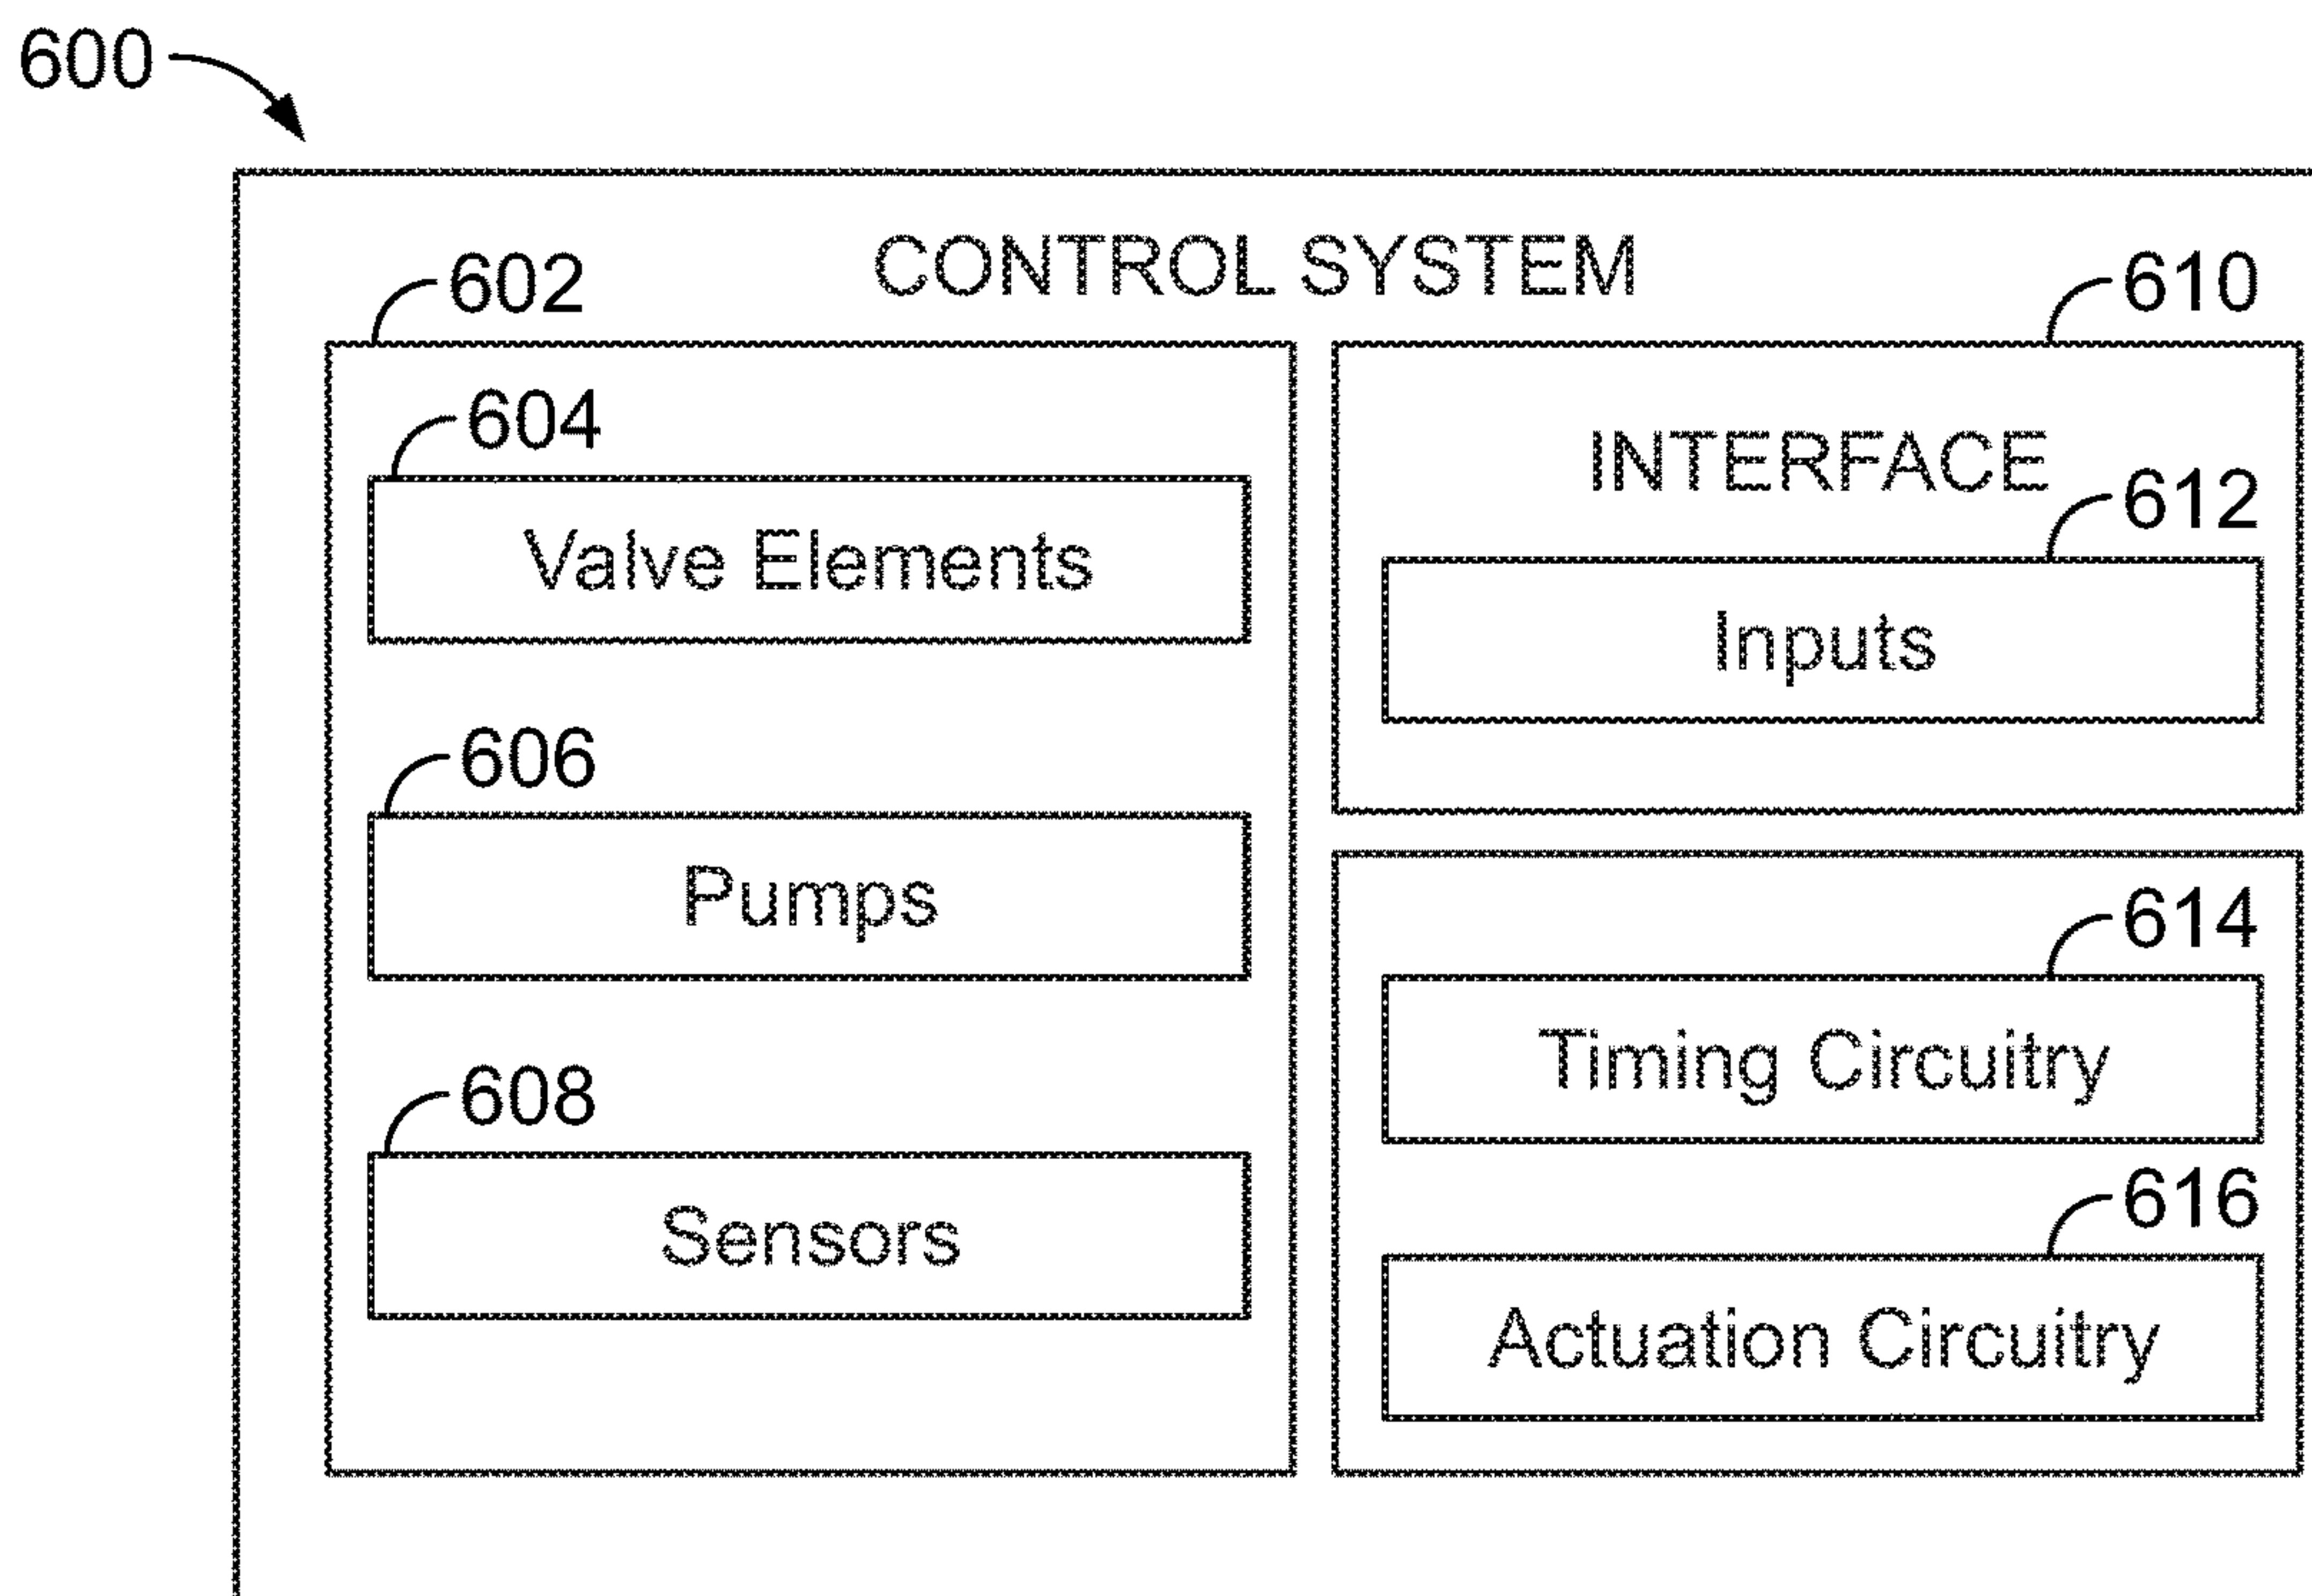 600
CONTROL SYSTEM
602
604
Valve Elements
606
Pumps
608
Sensors
610
INTERFACE
612
Inputs
614
Timing Circuitry
616
Actuation Circuitry